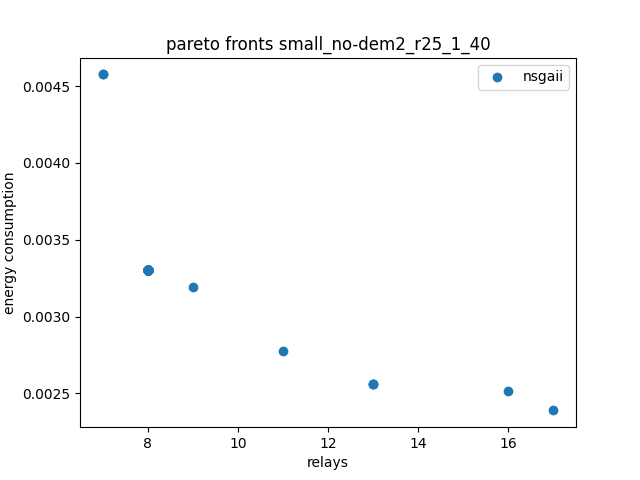 pareto fronts small_no-dem2_r25_1_40
nsgaii
0.0045
0.0040
0.0035
0.0030
0.0025
energy consumption
8
10
12
14
16
relays